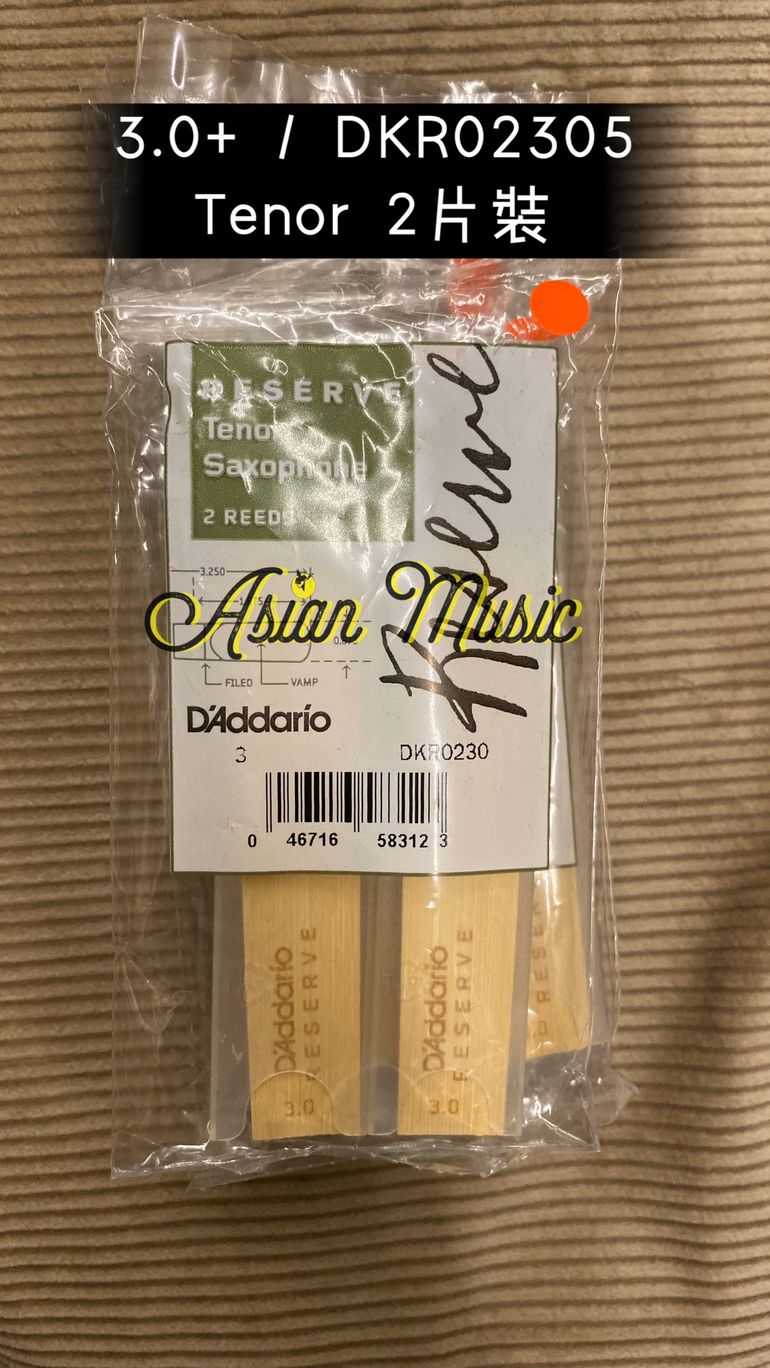 3.0+ / DKR02305
Tenor 2片裝
RESERVE
Tenor
Saxophone
2 REEDS
Reserve
3.250
Asian Music
FILED
VAMP
D'Addario
3
DKR0230
0 46716 58312 3
D'Addario
RESERVE
3.0
D'Addario
RESERVE
3.0